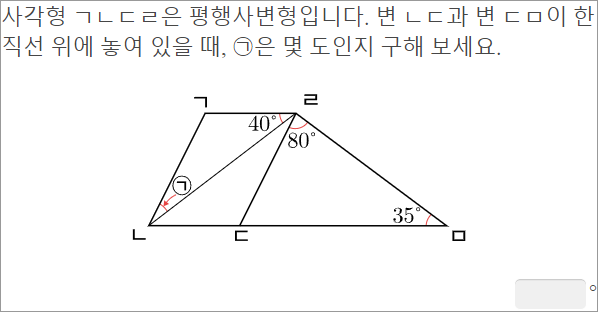 사각형 ㄱㄴㄷㄹ은 평행사변형입니다. 변 ㄴㄷ과 변 ㄷㅁ이 한
직선 위에 놓여 있을 때, ㉠은 몇 도인지 구해 보세요.
ㄱ ㄹ
40° 80°
㉠
35°
ㄴ ㄷ ㅁ
°